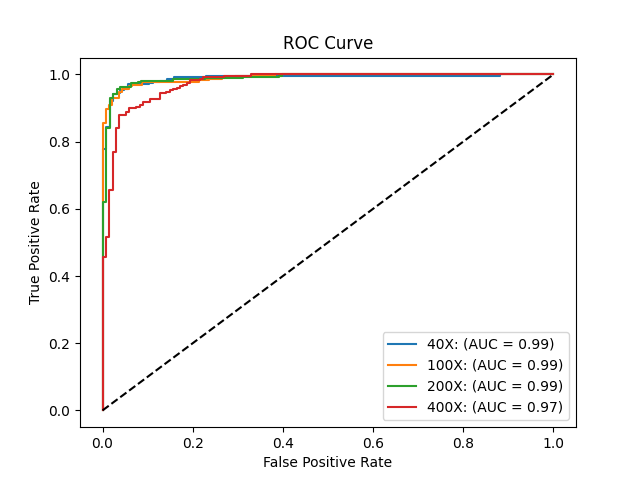 ROC Curve
True Positive Rate
1.0
0.8
0.6
0.4
0.2
0.0
40X: (AUC = 0.99)
100X: (AUC = 0.99)
200X: (AUC = 0.99)
400X: (AUC = 0.97)
0.0 0.2 0.4 0.6 0.8 1.0
False Positive Rate